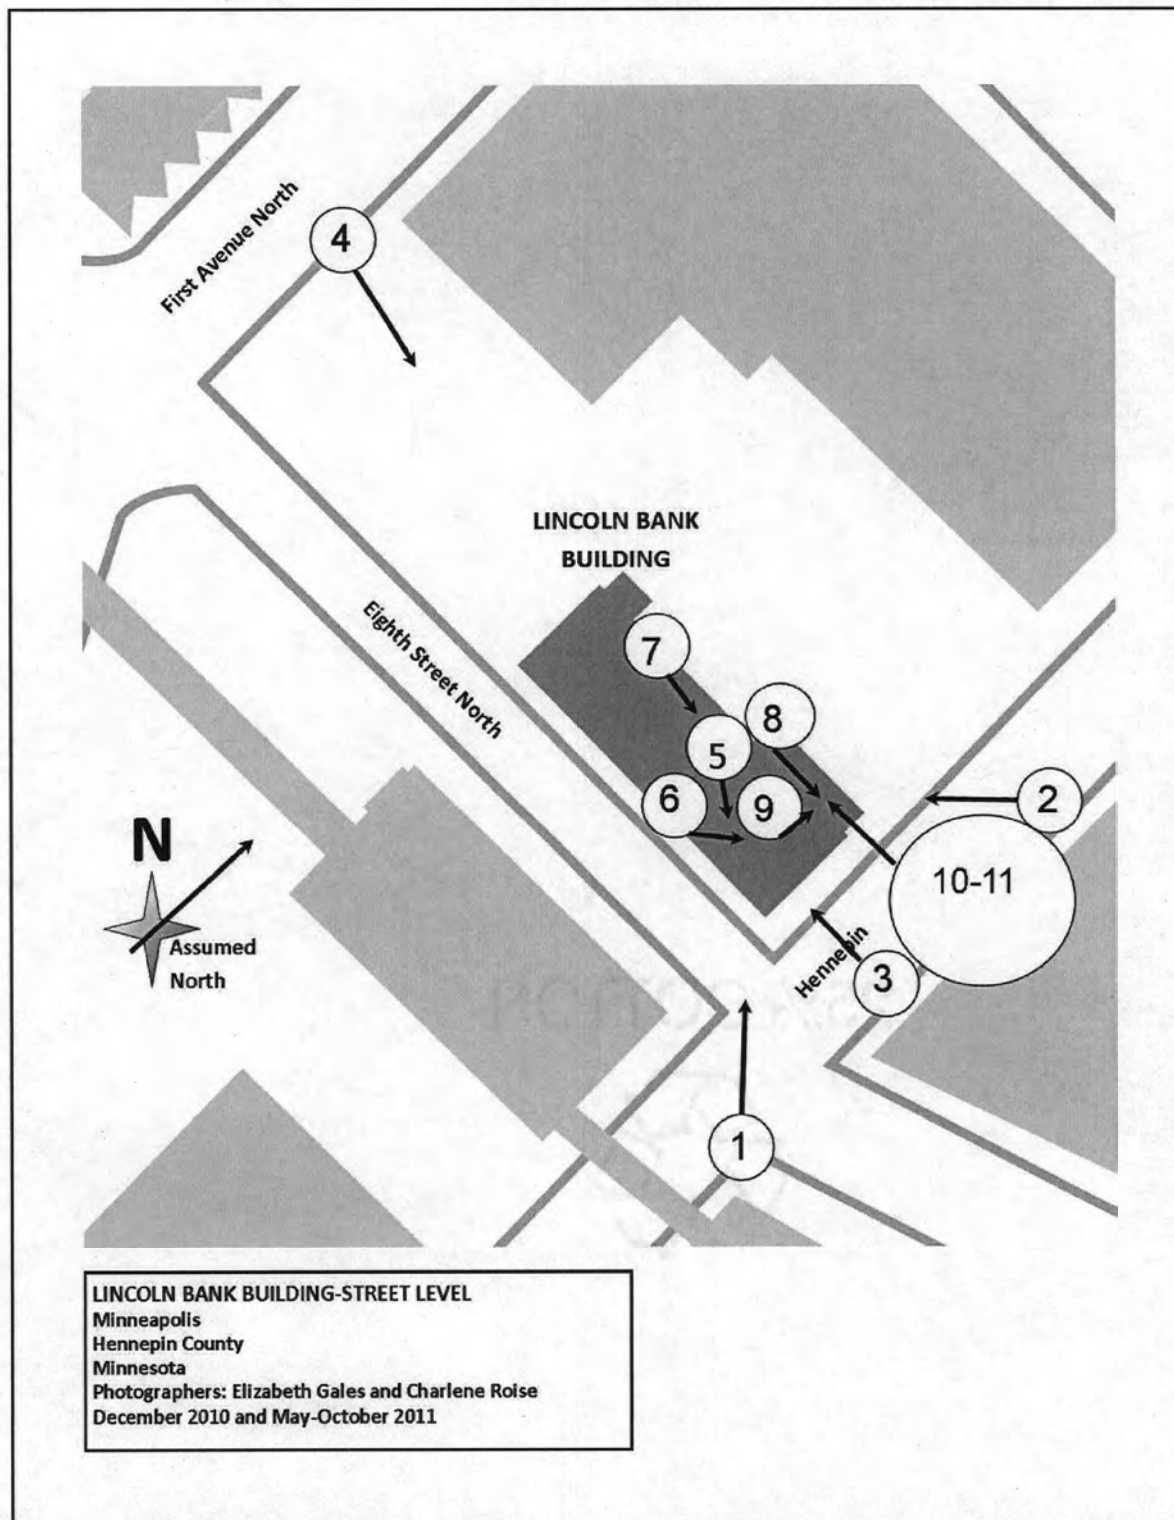 First Avenue North
4
LINCOLN BANK
BUILDING
Eighth Street North
7
8
5
6
9
2
10-11
N
Assumed
North
Hennepin
3
1
LINCOLN BANK BUILDING-STREET LEVEL
Minneapolis
Hennepin County
Minnesota
Photographers: Elizabeth Gales and Charlene Roise
December 2010 and May-October 2011